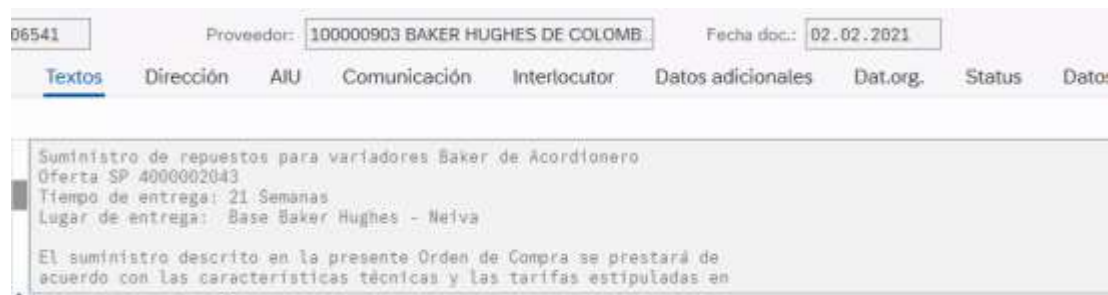 06541 Proveedor: 100000903 BAKER HUGHES DE COLOMB... Fecha doc.: 02.02.2021
Textos Dirección AIU Comunicación Interlocutor Datos adicionales Dat.org. Status Datos
Suministro de repuestos para variadores Baker de Acordionero
Oferta SP 4000002043
Tiempo de entrega: 21 Semanas
Lugar de entrega: Base Baker Hughes - Neiva
El suministro descrito en la presente Orden de Compra se prestará de
acuerdo con las características técnicas y las tarifas estipuladas en